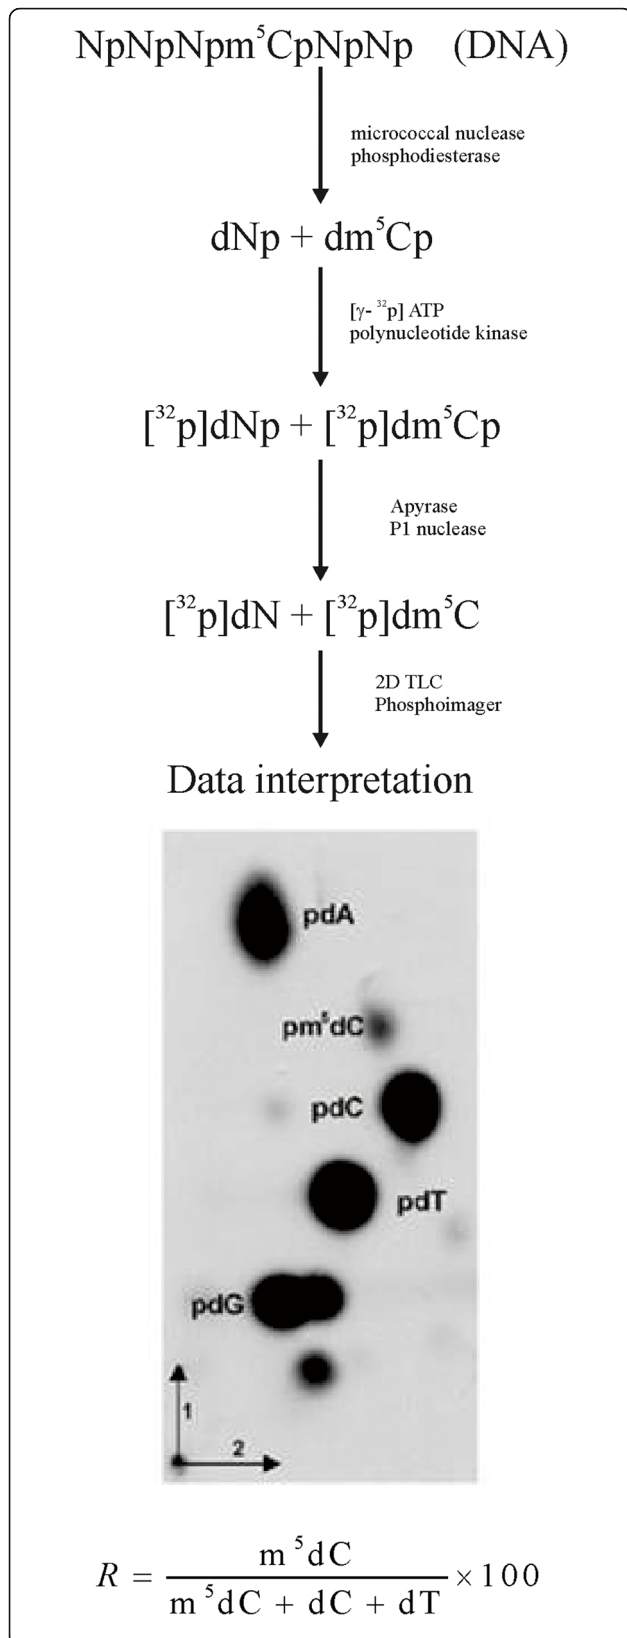 NpNpNpm⁵CpNpNp (DNA)
micrococcal nuclease
phosphodiesterase
dNp + dm⁵Cp
[γ- ³²p] ATP
polynucleotide kinase
[³²p]dNp + [³²p]dm⁵Cp
Apyrase
P1 nuclease
[³²p]dN + [³²p]dm⁵C
2D TLC
Phosphoimager
Data interpretation
pdA
pm⁵dC
pdC
pdT
pdG
1
2
R = m⁵dC / m⁵dC + dC + dT × 100